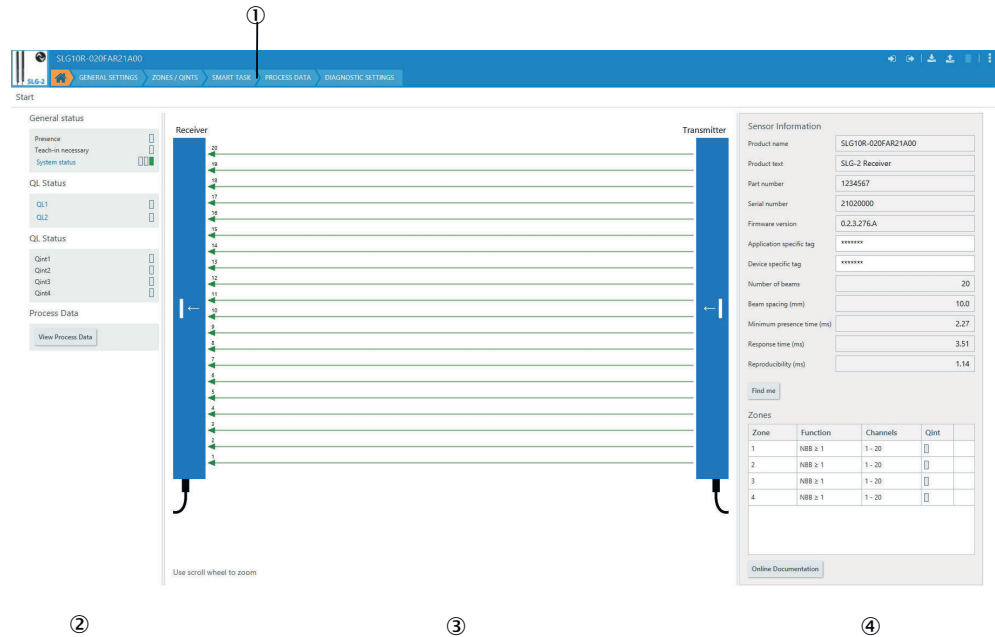 ①
SLG10R-020FAR21A00
SLG-2 GENERAL SETTINGS ZONES / QINTS SMART TASK PROCESS DATA DIAGNOSTIC SETTINGS
Start
General status
Presence
Teach-in necessary
System status
QL Status
QL1
QL2
QL Status
Qint1
Qint2
Qint3
Qint4
Process Data
View Process Data
Receiver Transmitter
20
19
18
17
16
15
14
13
12
11
10
9
8
7
6
5
4
3
2
1
Use scroll wheel to zoom
Sensor Information
Product name SLG10R-020FAR21A00
Product text SLG-2 Receiver
Part number 1234567
Serial number 21020000
Firmware version 0.2.3.276.A
Application specific tag *******
Device specific tag *******
Number of beams 20
Beam spacing (mm) 10.0
Minimum presence time (ms) 2.27
Response time (ms) 3.51
Reproducibility (ms) 1.14
Find me
Zones
Zone Function Channels Qint
1 NBB ≥ 1 1 - 20
2 NBB ≥ 1 1 - 20
3 NBB ≥ 1 1 - 20
4 NBB ≥ 1 1 - 20
Online Documentation
② ③ ④